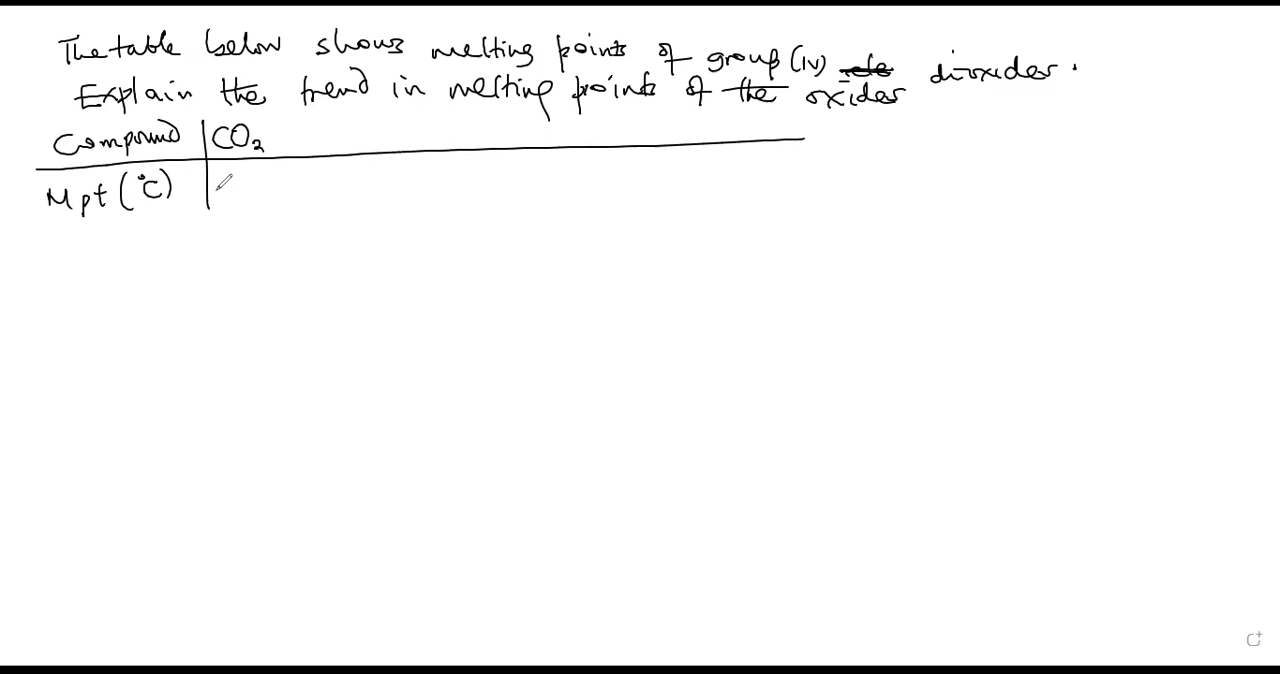 The table below shows melting points of group (IV) dioxides.
Explain the trend in melting points of the oxides
Compound CO₂
Mpt (°C)